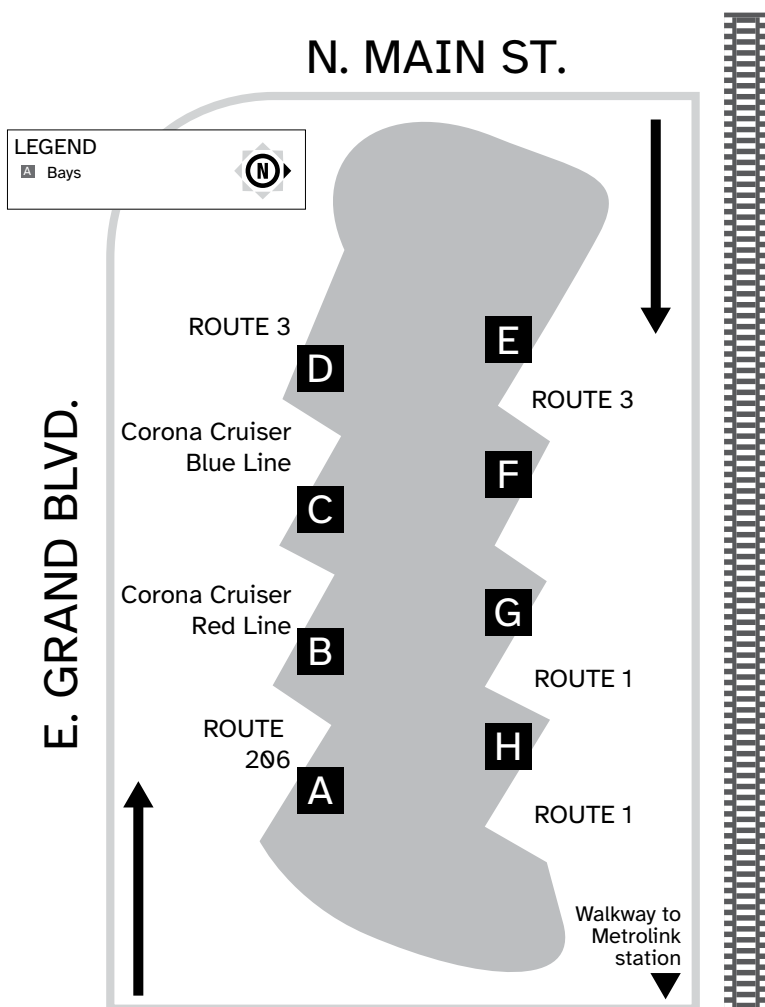 N. MAIN ST.
LEGEND
A Bays
N
ROUTE 3
D
E
ROUTE 3
Corona Cruiser
Blue Line
C
F
Corona Cruiser
Red Line
B
G
ROUTE 1
ROUTE
206
A
H
ROUTE 1
E. GRAND BLVD.
Walkway to
Metrolink
station